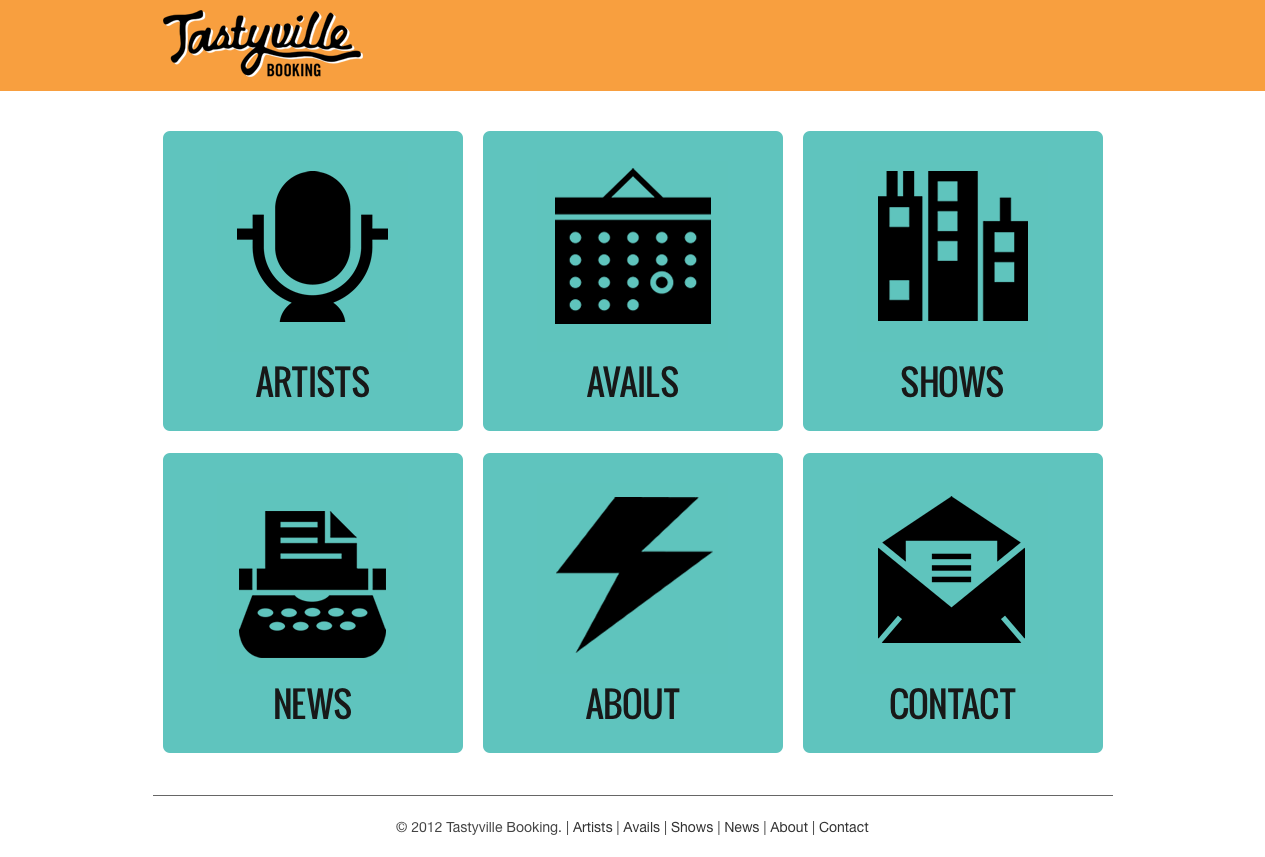 Tastyville
BOOKING
ARTISTS
AVAILS
SHOWS
NEWS
ABOUT
CONTACT
© 2012 Tastyville Booking. | Artists | Avails | Shows | News | About | Contact